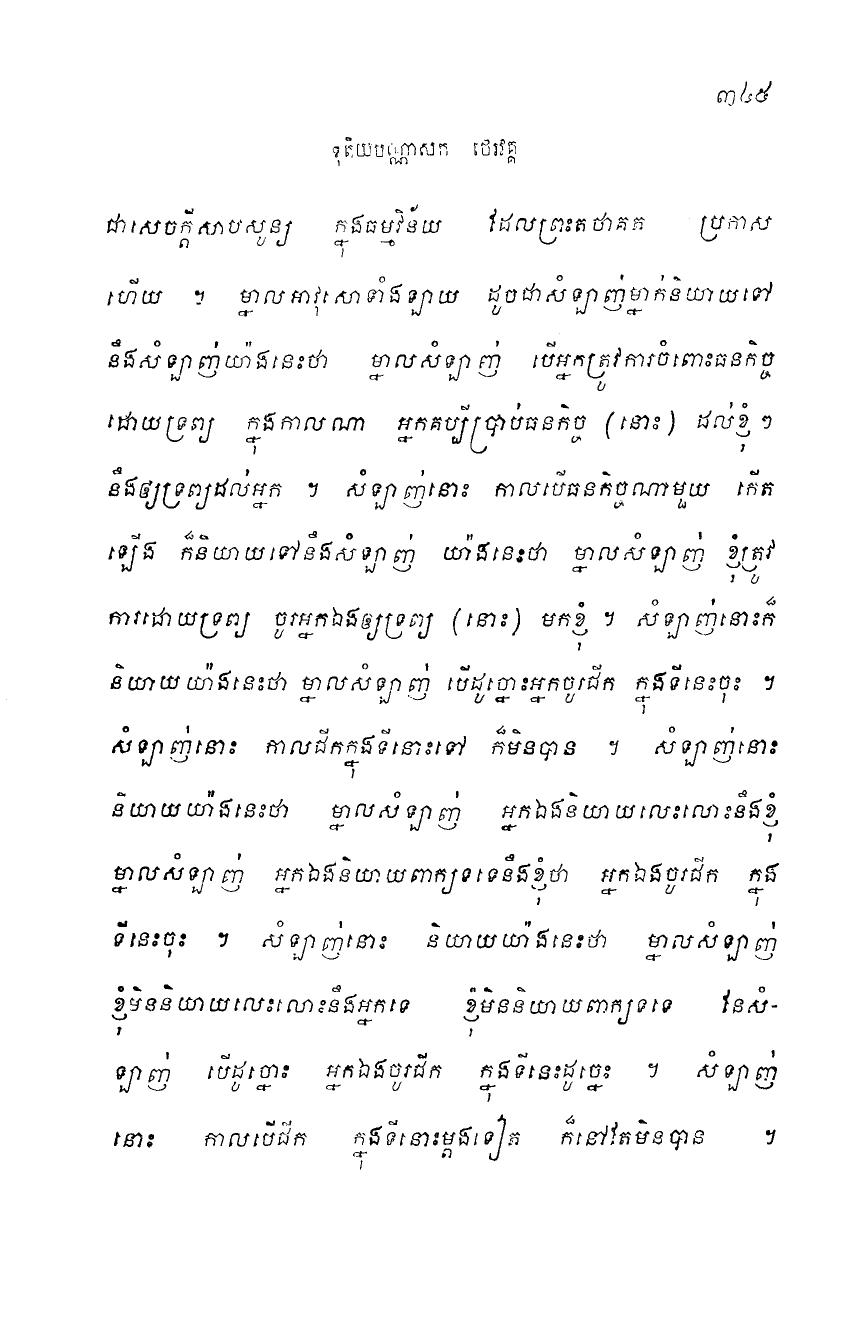 ៣៤៥
ទុតិយបណ្ណាសក ថេរវគ្គ
ជាសេចក្តីសាបសូន្យ ក្នុងធម្មវិន័យ ដែលព្រះតថាគត ប្រកាស
ហើយ ។ ម្នាលអាវុសោទាំងឡាយ ដូចជាសំឡាញ់ម្នាក់និយាយទៅ
នឹងសំឡាញ់យ៉ាងនេះថា ម្នាលសំឡាញ់ បើអ្នកត្រូវការចំពោះធនកិច្ច
ដោយទ្រព្យ ក្នុងកាលណា អ្នកគប្បីប្រាប់ធនកិច្ច (នោះ) ដល់ខ្ញុំ ៗ
នឹងឲ្យទ្រព្យដល់អ្នក ។ សំឡាញ់នោះ កាលបើធនកិច្ចណាមួយ កើត
ឡើង ក៏និយាយទៅនឹងសំឡាញ់ យ៉ាងនេះថា ម្នាលសំឡាញ់ ខ្ញុំត្រូវ
ការដោយទ្រព្យ ចូរអ្នកឯងឲ្យទ្រព្យ (នោះ) មកខ្ញុំ ។ សំឡាញ់នោះក៏
និយាយយ៉ាងនេះថា ម្នាលសំឡាញ់ បើដូច្នោះអ្នកចូរជីក ក្នុងទីនេះចុះ ។
សំឡាញ់នោះ កាលជីកក្នុងទីនោះទៅ ក៏មិនបាន ។ សំឡាញ់នោះ
និយាយយ៉ាងនេះថា ម្នាលសំឡាញ់ អ្នកឯងនិយាយលេះលោះនឹងខ្ញុំ
ម្នាលសំឡាញ់ អ្នកឯងនិយាយពាក្យទទេនឹងខ្ញុំថា អ្នកឯងចូរជីក ក្នុង
ទីនេះចុះ ។ សំឡាញ់នោះ និយាយយ៉ាងនេះថា ម្នាលសំឡាញ់
ខ្ញុំមិននិយាយលេះលោះនឹងអ្នកទេ ខ្ញុំមិននិយាយពាក្យទទេ នែសំ-
ឡាញ់ បើដូច្នោះ អ្នកឯងចូរជីក ក្នុងទីនេះដូច្នេះ ។ សំឡាញ់
នោះ កាលបើជីក ក្នុងទីនោះម្តងទៀត ក៏នៅតែមិនបាន ។